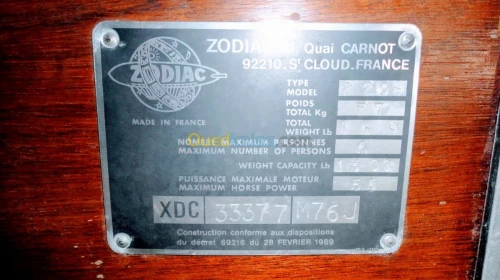 ZODIAC, Quai CARNOT
92210. St CLOUD. FRANCE
ZODIAC
MADE IN FRANCE
TYPE
MODEL
POIDS
TOTAL Kg
TOTAL
WEIGHT Lb
NOMBRE MAXIMUM PERSONNES
MAXIMUM NUMBER OF PERSONS
WEIGHT CAPACITY Lb
PUISSANCE MAXIMALE MOTEUR
MAXIMUM HORSE POWER
XDC 33377 M76J
Construction conforme aux dispositions
du décret 69216 du 28 FEVRIER 1969